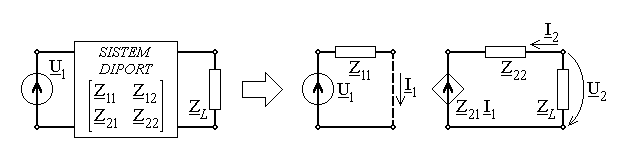 SISTEM
DIPORT
U1
Z11 Z12
Z21 Z22
ZL
Z11
U1
I1
I2
Z22
Z21 I1
ZL
U2